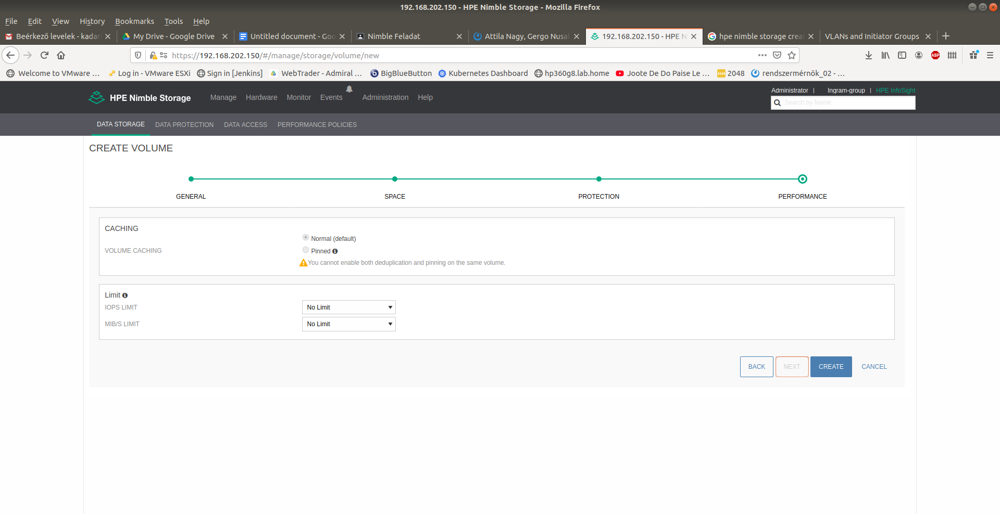 192.168.202.150 - HPE Nimble Storage - Mozilla Firefox
File Edit View History Bookmarks Tools Help
Beérkező levelek - kadar My Drive - Google Drive Untitled document - Goo Nimble Feladat Attila Nagy, Gergo Nusal 192.168.202.150 - HPE N hpe nimble storage crea VLANs and Initiator Groups
https://192.168.202.150/#/manage/storage/volume/new
ABP
Welcome to VMware ... Log in - VMware ESXi Sign in [Jenkins] WebTrader - Admiral ... b BigBlueButton Kubernetes Dashboard hp360g8.lab.home Joote De Do Paise Le ... 2048 2048 rendszermérnök_02 - ...
HPE Nimble Storage Manage Hardware Monitor Events Administration Help
Administrator | Ingram-group | HPE InfoSight
Search by Name
DATA STORAGE DATA PROTECTION DATA ACCESS PERFORMANCE POLICIES
CREATE VOLUME
GENERAL SPACE PROTECTION PERFORMANCE
CACHING
Normal (default)
VOLUME CACHING
Pinned
You cannot enable both deduplication and pinning on the same volume.
Limit
IOPS LIMIT No Limit
MIB/S LIMIT No Limit
BACK NEXT CREATE CANCEL